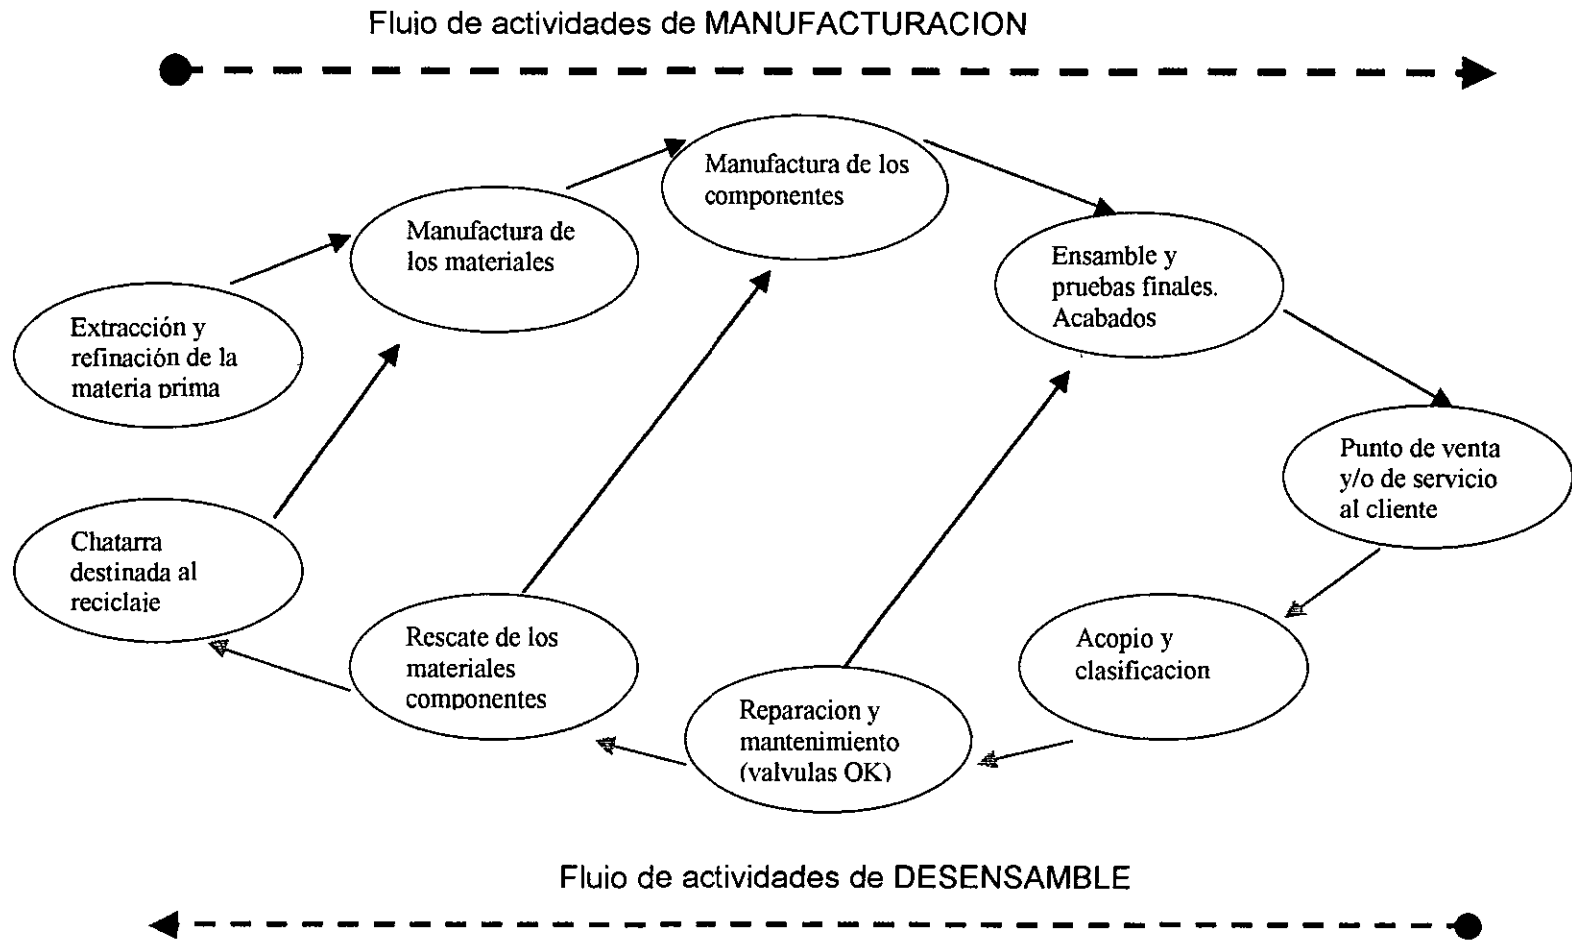 Flujo de actividades de MANUFACTURACION
Manufactura de los
componentes
Manufactura de
los materiales
Ensamble y
pruebas finales.
Acabados
Extracción y
refinación de la
materia prima
Punto de venta
y/o de servicio
al cliente
Chatarra
destinada al
reciclaje
Rescate de los
materiales
componentes
Acopio y
clasificacion
Reparacion y
mantenimiento
(valvulas OK)
Flujo de actividades de DESENSAMBLE